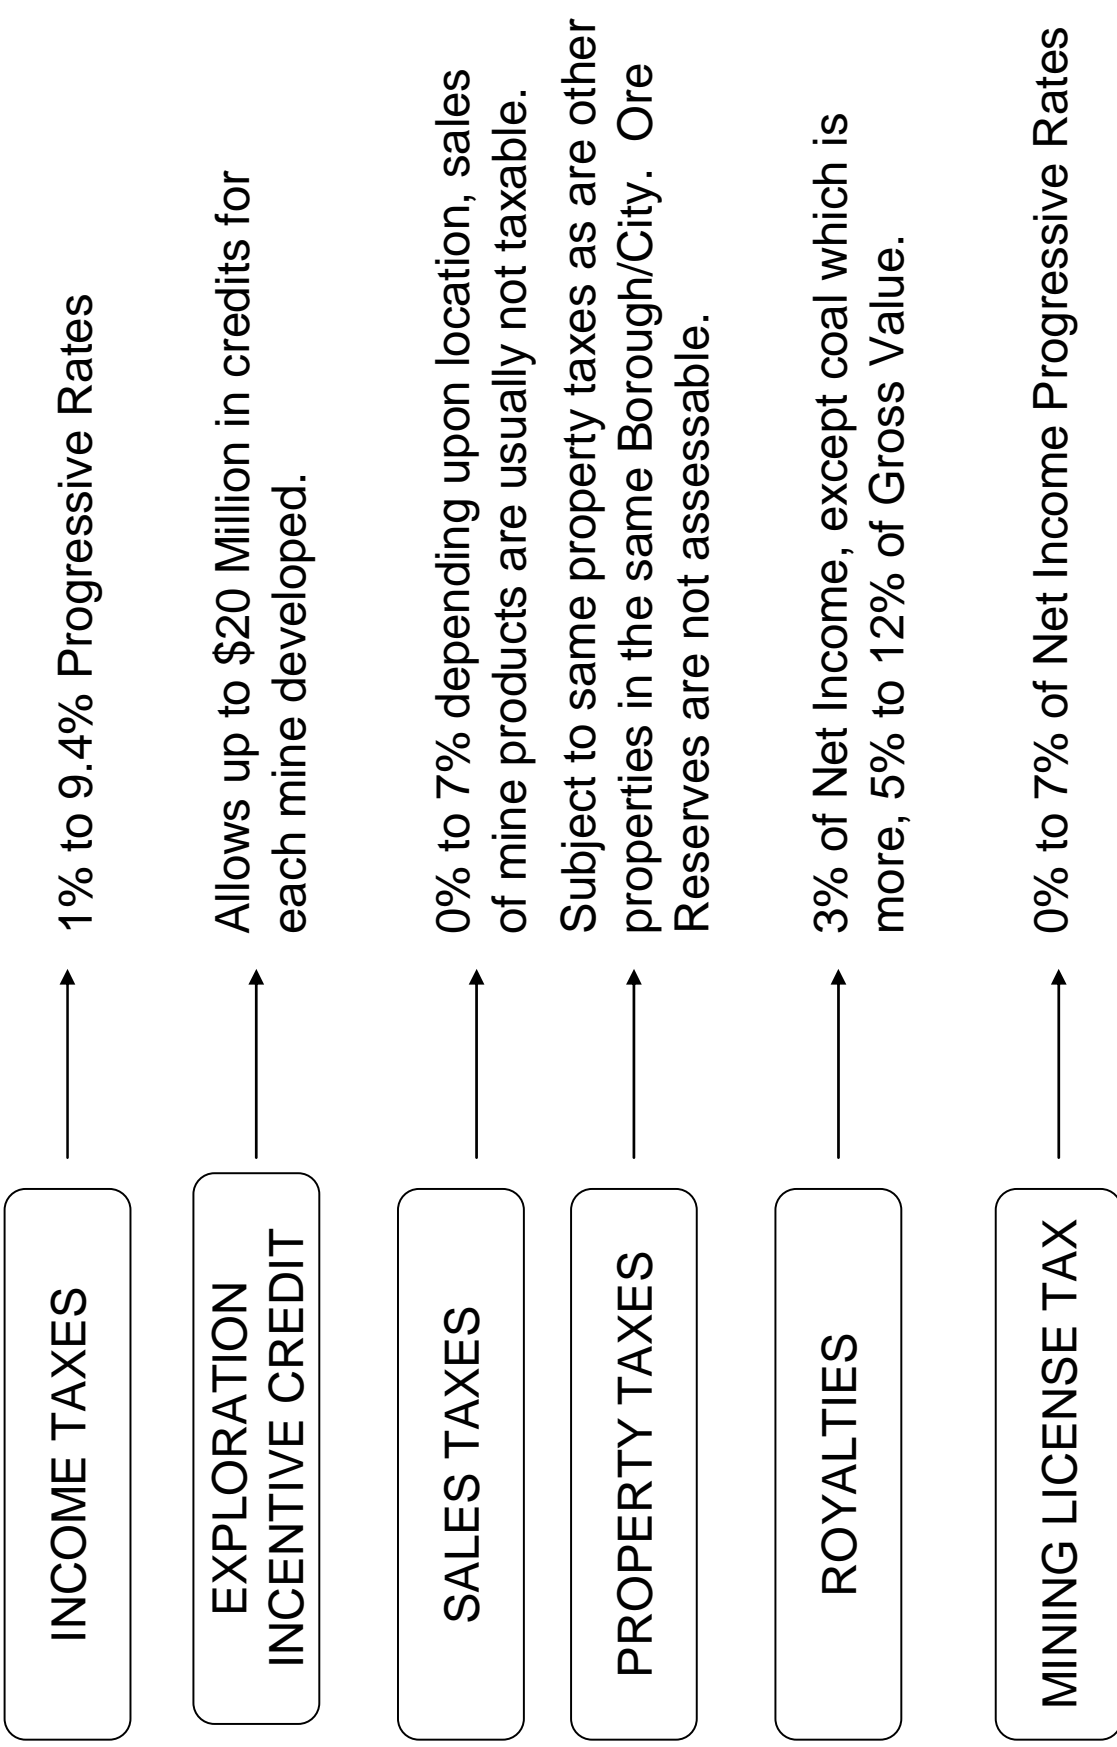 INCOME TAXES
1% to 9.4% Progressive Rates
EXPLORATION
INCENTIVE CREDIT
Allows up to $20 Million in credits for
each mine developed.
SALES TAXES
0% to 7% depending upon location, sales
of mine products are usually not taxable.
PROPERTY TAXES
Subject to same property taxes as are other
properties in the same Borough/City. Ore
Reserves are not assessable.
ROYALTIES
3% of Net Income, except coal which is
more, 5% to 12% of Gross Value.
MINING LICENSE TAX
0% to 7% of Net Income Progressive Rates